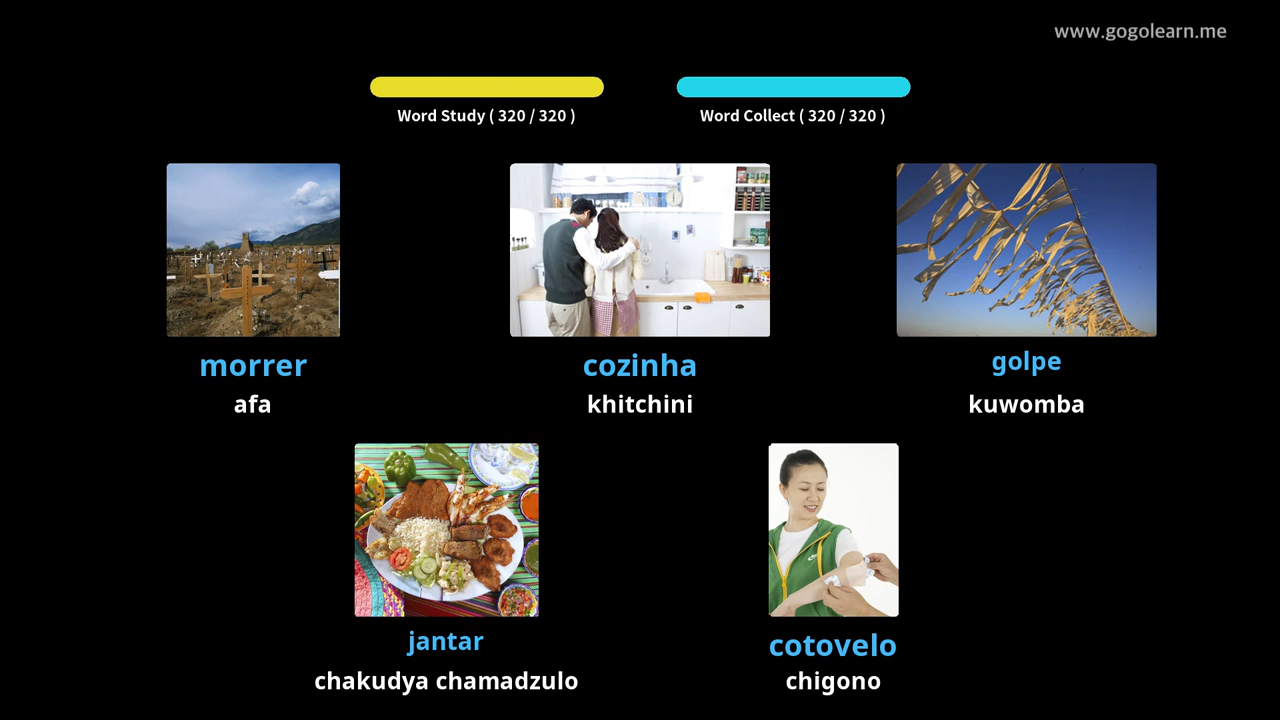 www.gogolearn.me
Word Study ( 320 / 320 )
Word Collect ( 320 / 320 )
morrer
afa
cozinha
khitchini
golpe
kuwomba
jantar
chakudya chamadzulo
cotovelo
chigono